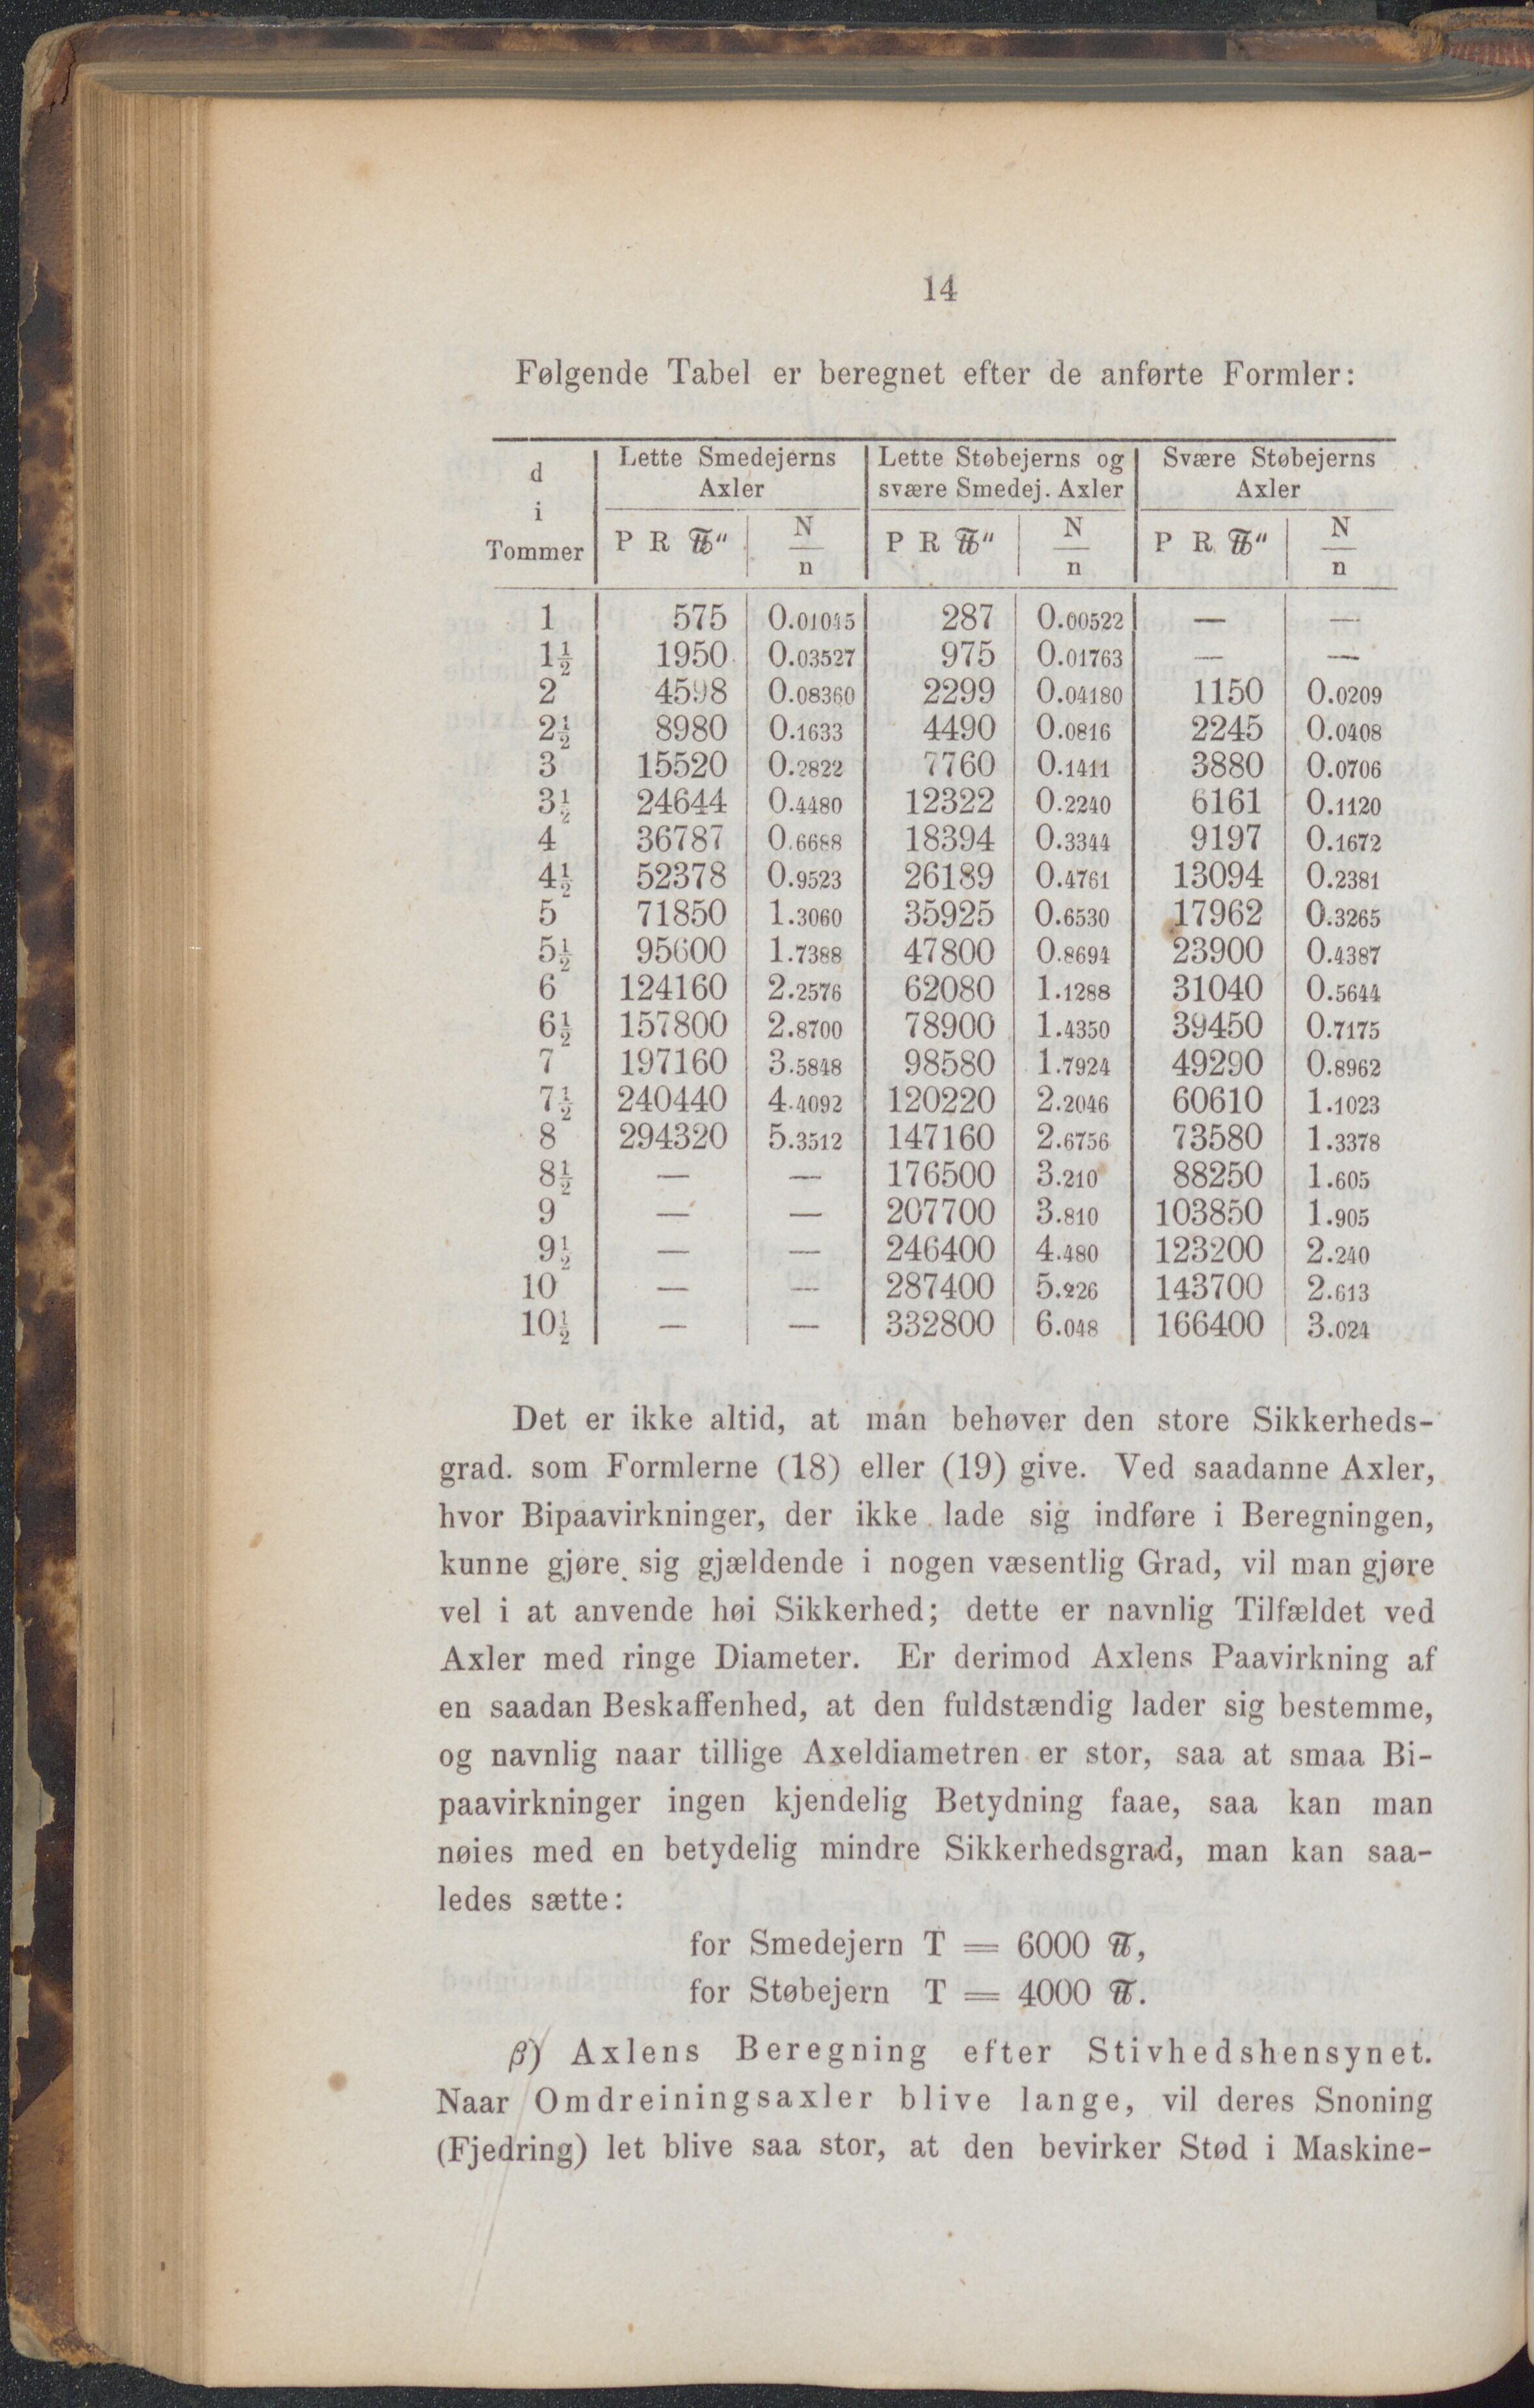 14
Følgende Tabel er beregnet efter de anførte Formler:
d i Tommer | Lette Smedejerns Axler | Lette Støbejerns og svære Smedej. Axler | Svære Støbejerns Axler
P R ℔" | N/n | P R ℔" | N/n | P R ℔" | N/n
1 | 575 | 0.01045 | 287 | 0.00522 | — | —
1½ | 1950 | 0.03527 | 975 | 0.01763 | — | —
2 | 4598 | 0.08360 | 2299 | 0.04180 | 1150 | 0.0209
2½ | 8980 | 0.1633 | 4490 | 0.0816 | 2245 | 0.0408
3 | 15520 | 0.2822 | 7760 | 0.1411 | 3880 | 0.0706
3½ | 24644 | 0.4480 | 12322 | 0.2240 | 6161 | 0.1120
4 | 36787 | 0.6688 | 18394 | 0.3344 | 9197 | 0.1672
4½ | 52378 | 0.9523 | 26189 | 0.4761 | 13094 | 0.2381
5 | 71850 | 1.3060 | 35925 | 0.6530 | 17962 | 0.3265
5½ | 95600 | 1.7388 | 47800 | 0.8694 | 23900 | 0.4387
6 | 124160 | 2.2576 | 62080 | 1.1288 | 31040 | 0.5644
6½ | 157800 | 2.8700 | 78900 | 1.4350 | 39450 | 0.7175
7 | 197160 | 3.5848 | 98580 | 1.7924 | 49290 | 0.8962
7½ | 240440 | 4.4092 | 120220 | 2.2046 | 60610 | 1.1023
8 | 294320 | 5.3512 | 147160 | 2.6756 | 73580 | 1.3378
8½ | — | — | 176500 | 3.210 | 88250 | 1.605
9 | — | — | 207700 | 3.810 | 103850 | 1.905
9½ | — | — | 246400 | 4.480 | 123200 | 2.240
10 | — | — | 287400 | 5.226 | 143700 | 2.613
10½ | — | — | 332800 | 6.048 | 166400 | 3.024
Det er ikke altid, at man behøver den store Sikkerheds-
grad. som Formlerne (18) eller (19) give. Ved saadanne Axler,
hvor Bipaavirkninger, der ikke lade sig indføre i Beregningen,
kunne gjøre sig gjældende i nogen væsentlig Grad, vil man gjøre
vel i at anvende høi Sikkerhed; dette er navnlig Tilfældet ved
Axler med ringe Diameter. Er derimod Axlens Paavirkning af
en saadan Beskaffenhed, at den fuldstændig lader sig bestemme,
og navnlig naar tillige Axeldiametren er stor, saa at smaa Bi-
paavirkninger ingen kjendelig Betydning faae, saa kan man
nøies med en betydelig mindre Sikkerhedsgrad, man kan saa-
ledes sætte:
for Smedejern T = 6000 ℔,
for Støbejern T = 4000 ℔.
β) Axlens Beregning efter Stivhedshensynet.
Naar Omdreiningsaxler blive lange, vil deres Snoning
(Fjedring) let blive saa stor, at den bevirker Stød i Maskine-